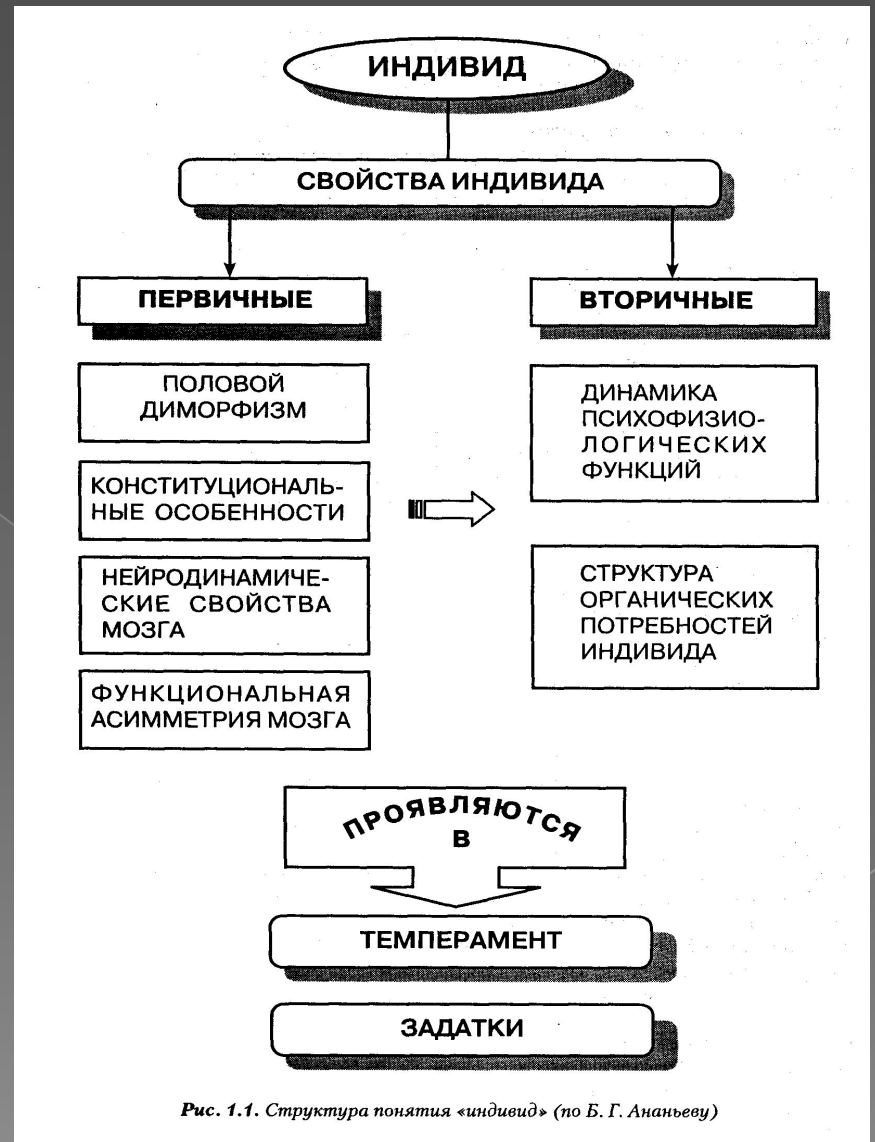 ИНДИВИД
СВОЙСТВА ИНДИВИДА
ПЕРВИЧНЫЕ
ПОЛОВОЙ
ДИМОРФИЗМ
КОНСТИТУЦИОНАЛЬ-
НЫЕ ОСОБЕННОСТИ
НЕЙРОДИНАМИЧЕ-
СКИЕ СВОЙСТВА
МОЗГА
ФУНКЦИОНАЛЬНАЯ
АСИММЕТРИЯ МОЗГА
ВТОРИЧНЫЕ
ДИНАМИКА
ПСИХОФИЗИО-
ЛОГИЧЕСКИХ
ФУНКЦИЙ
СТРУКТУРА
ОРГАНИЧЕСКИХ
ПОТРЕБНОСТЕЙ
ИНДИВИДА
ПРОЯВЛЯЮТСЯ
В
ТЕМПЕРАМЕНТ
ЗАДАТКИ
Рис. 1.1. Структура понятия «индивид» (по Б. Г. Ананьеву)